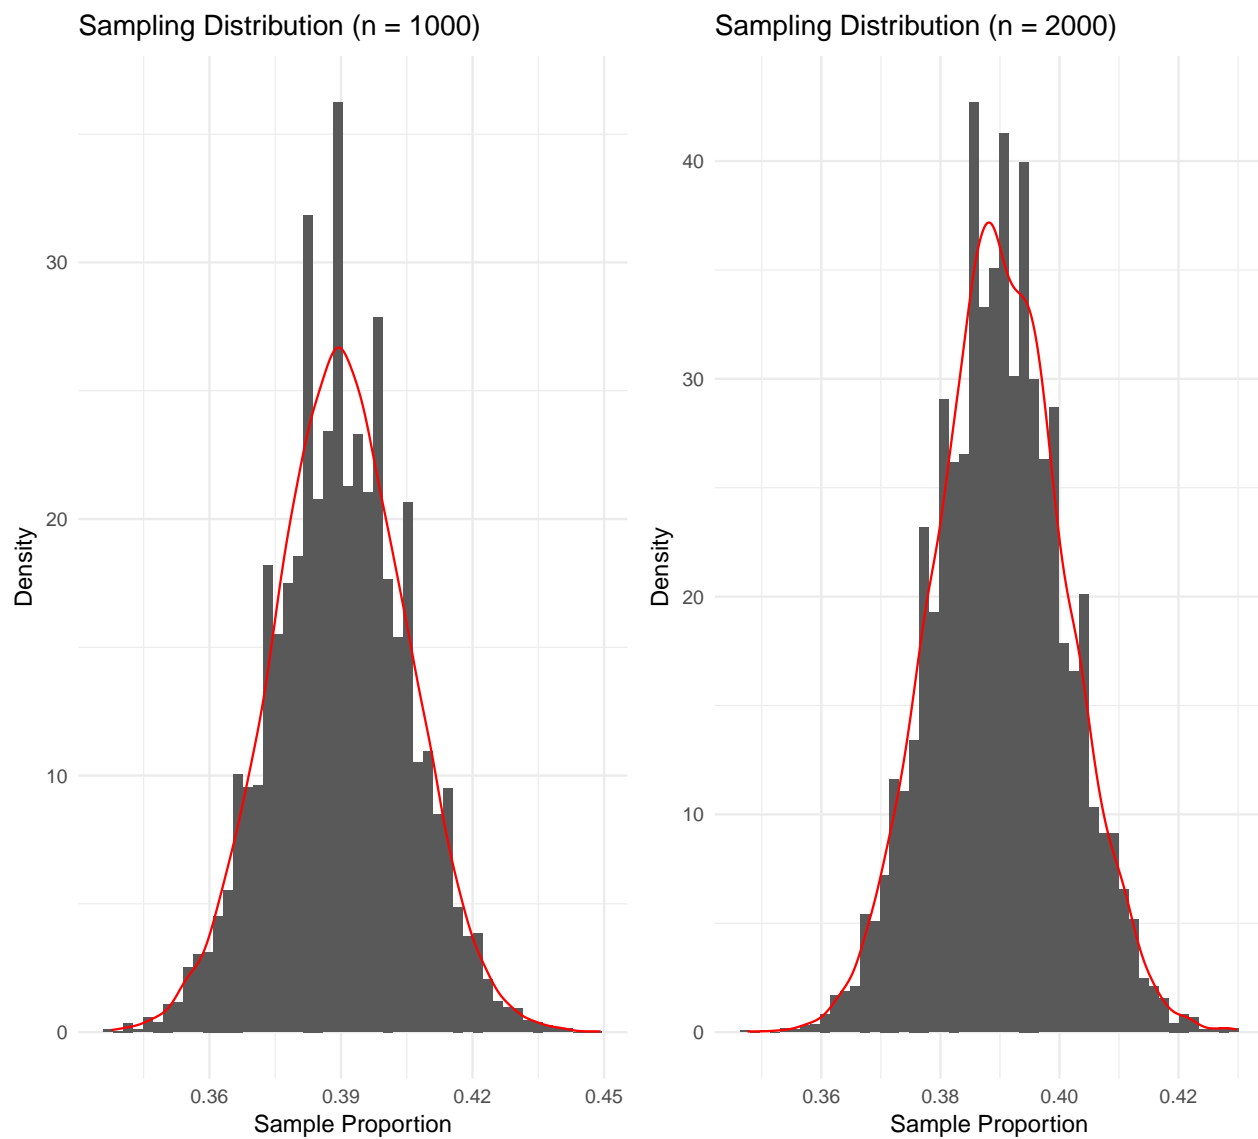 Sampling Distribution (n = 1000)
30
20
10
0
Density
0.36
0.39
0.42
0.45
Sample Proportion
Sampling Distribution (n = 2000)
40
30
20
10
0
Density
0.36
0.38
0.40
0.42
Sample Proportion